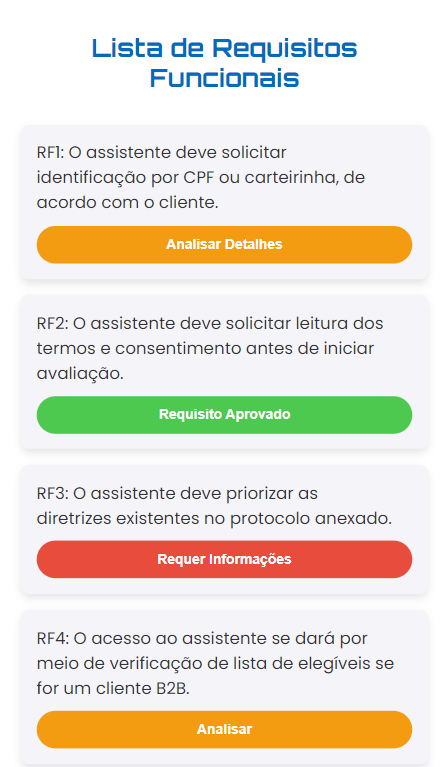 Lista de Requisitos
Funcionais
RF1: O assistente deve solicitar
identificação por CPF ou carteirinha, de
acordo com o cliente.
Analisar Detalhes
RF2: O assistente deve solicitar leitura dos
termos e consentimento antes de iniciar
avaliação.
Requisito Aprovado
RF3: O assistente deve priorizar as
diretrizes existentes no protocolo anexado.
Requer Informações
RF4: O acesso ao assistente se dará por
meio de verificação de lista de elegíveis se
for um cliente B2B.
Analisar